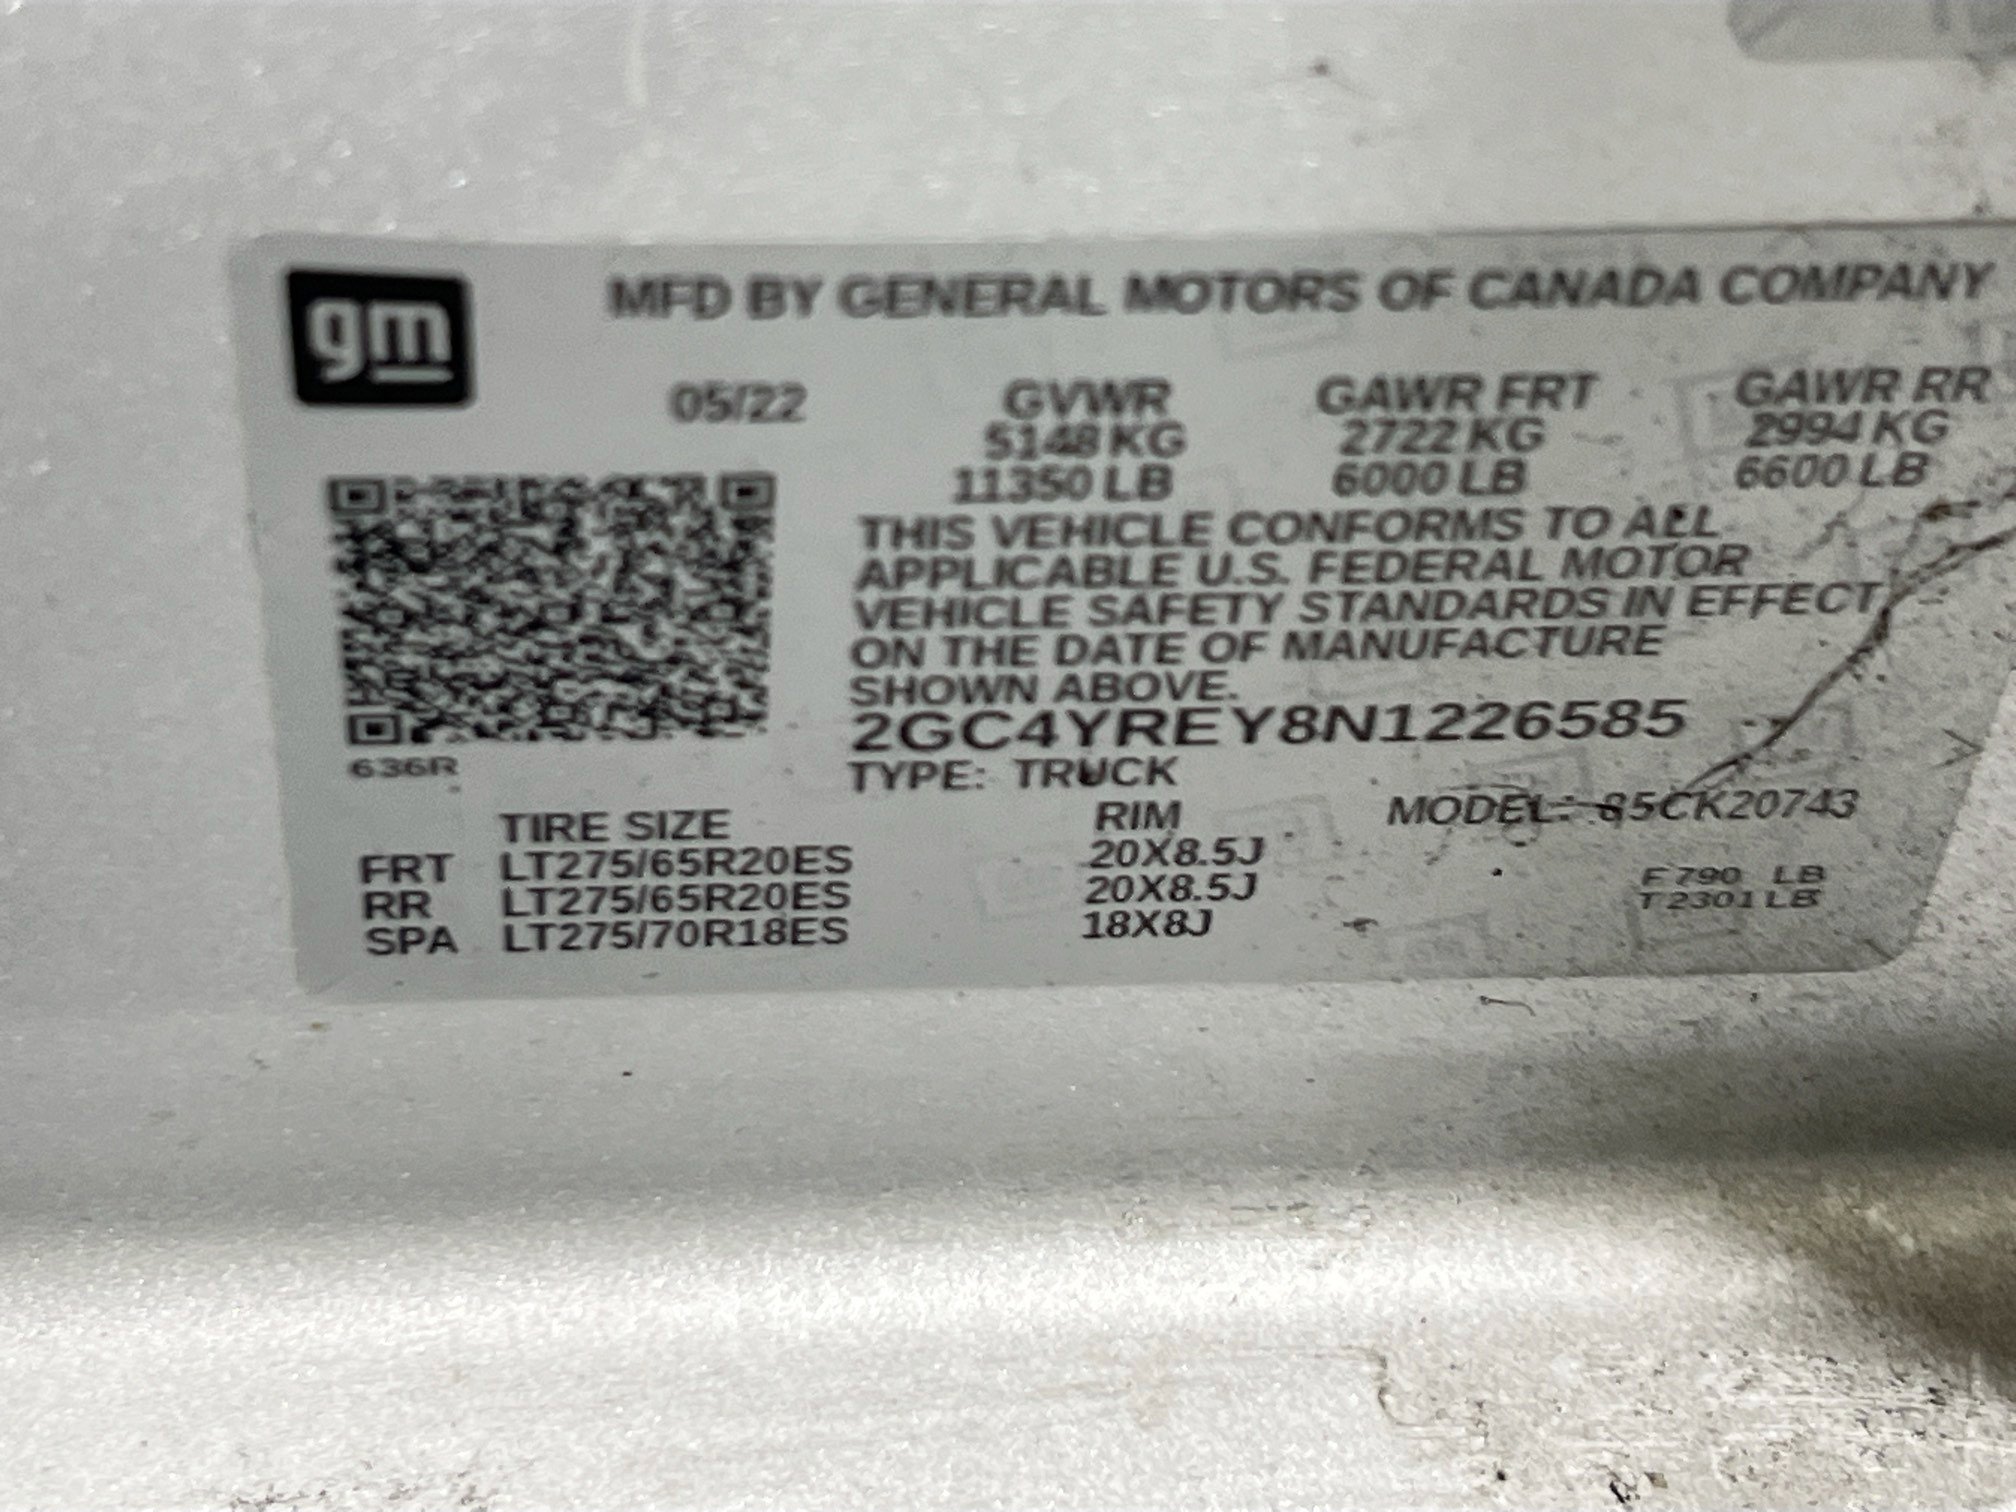 gm
MFD BY GENERAL MOTORS OF CANADA COMPANY
05/22 GVWR GAWR FRT GAWR RR
5148 KG 2722 KG 2994 KG
11350 LB 6000 LB 6600 LB
THIS VEHICLE CONFORMS TO ALL
APPLICABLE U.S. FEDERAL MOTOR
VEHICLE SAFETY STANDARDS IN EFFECT
ON THE DATE OF MANUFACTURE
SHOWN ABOVE.
2GC4YREY8N1226585
636R
TYPE: TRUCK
TIRE SIZE RIM MODEL: 85CK20743
FRT LT275/65R20ES 20X8.5J
RR LT275/65R20ES 20X8.5J
SPA LT275/70R18ES 18X8J
F 790 LB
T 2301 LB